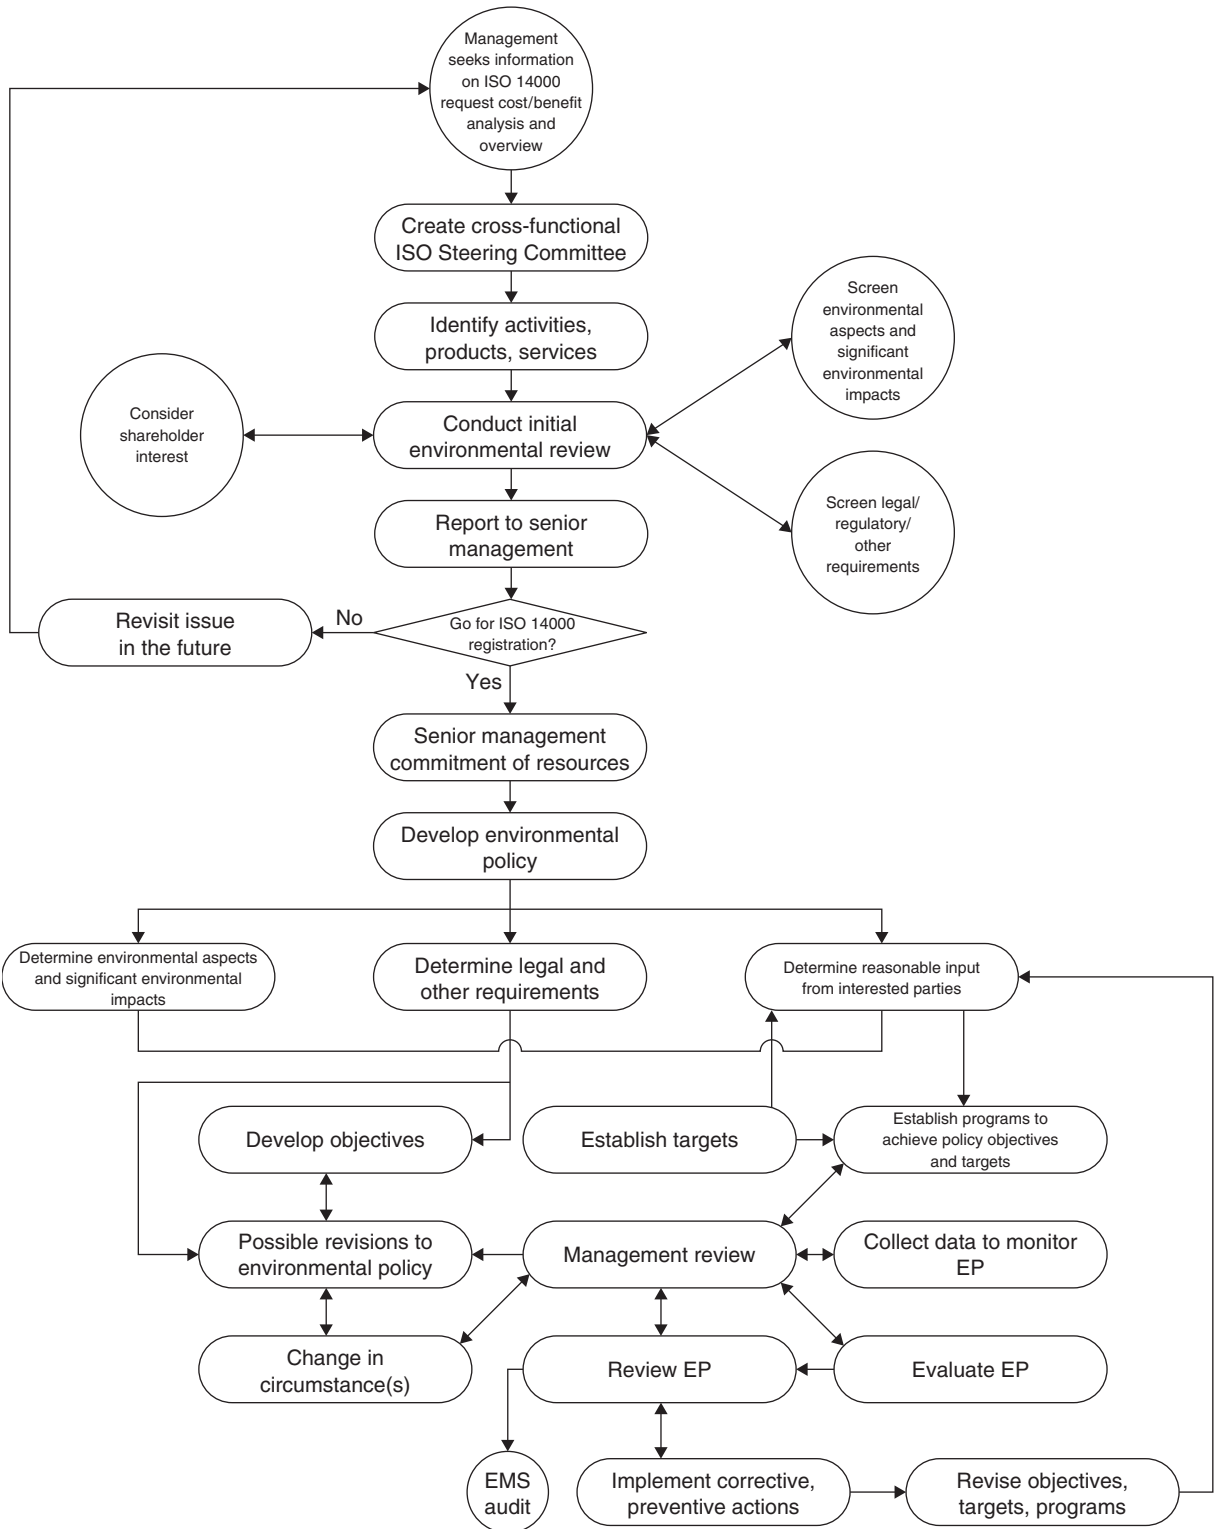 Management
seeks information
on ISO 14000
request cost/benefit
analysis and
overview
Create cross-functional
ISO Steering Committee
Identify activities,
products, services
Screen
environmental
aspects and
significant
environmental
impacts
Consider
shareholder
interest
Conduct initial
environmental review
Screen legal/
regulatory/
other
requirements
Report to senior
management
Go for ISO 14000
registration?
No
Revisit issue
in the future
Yes
Senior management
commitment of resources
Develop environmental
policy
Determine environmental aspects
and significant environmental
impacts
Determine legal and
other requirements
Determine reasonable input
from interested parties
Develop objectives
Establish targets
Establish programs to
achieve policy objectives
and targets
Possible revisions to
environmental policy
Management review
Collect data to monitor
EP
Change in
circumstance(s)
Review EP
Evaluate EP
EMS
audit
Implement corrective,
preventive actions
Revise objectives,
targets, programs